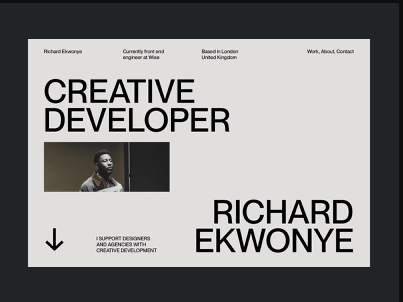 Richard Ekwonye
Currently front end
engineer at Wise
Based in London
United Kingdom
Work, About, Contact
CREATIVE
DEVELOPER
RICHARD
EKWONYE
I SUPPORT DESIGNERS
AND AGENCIES WITH
CREATIVE DEVELOPMENT